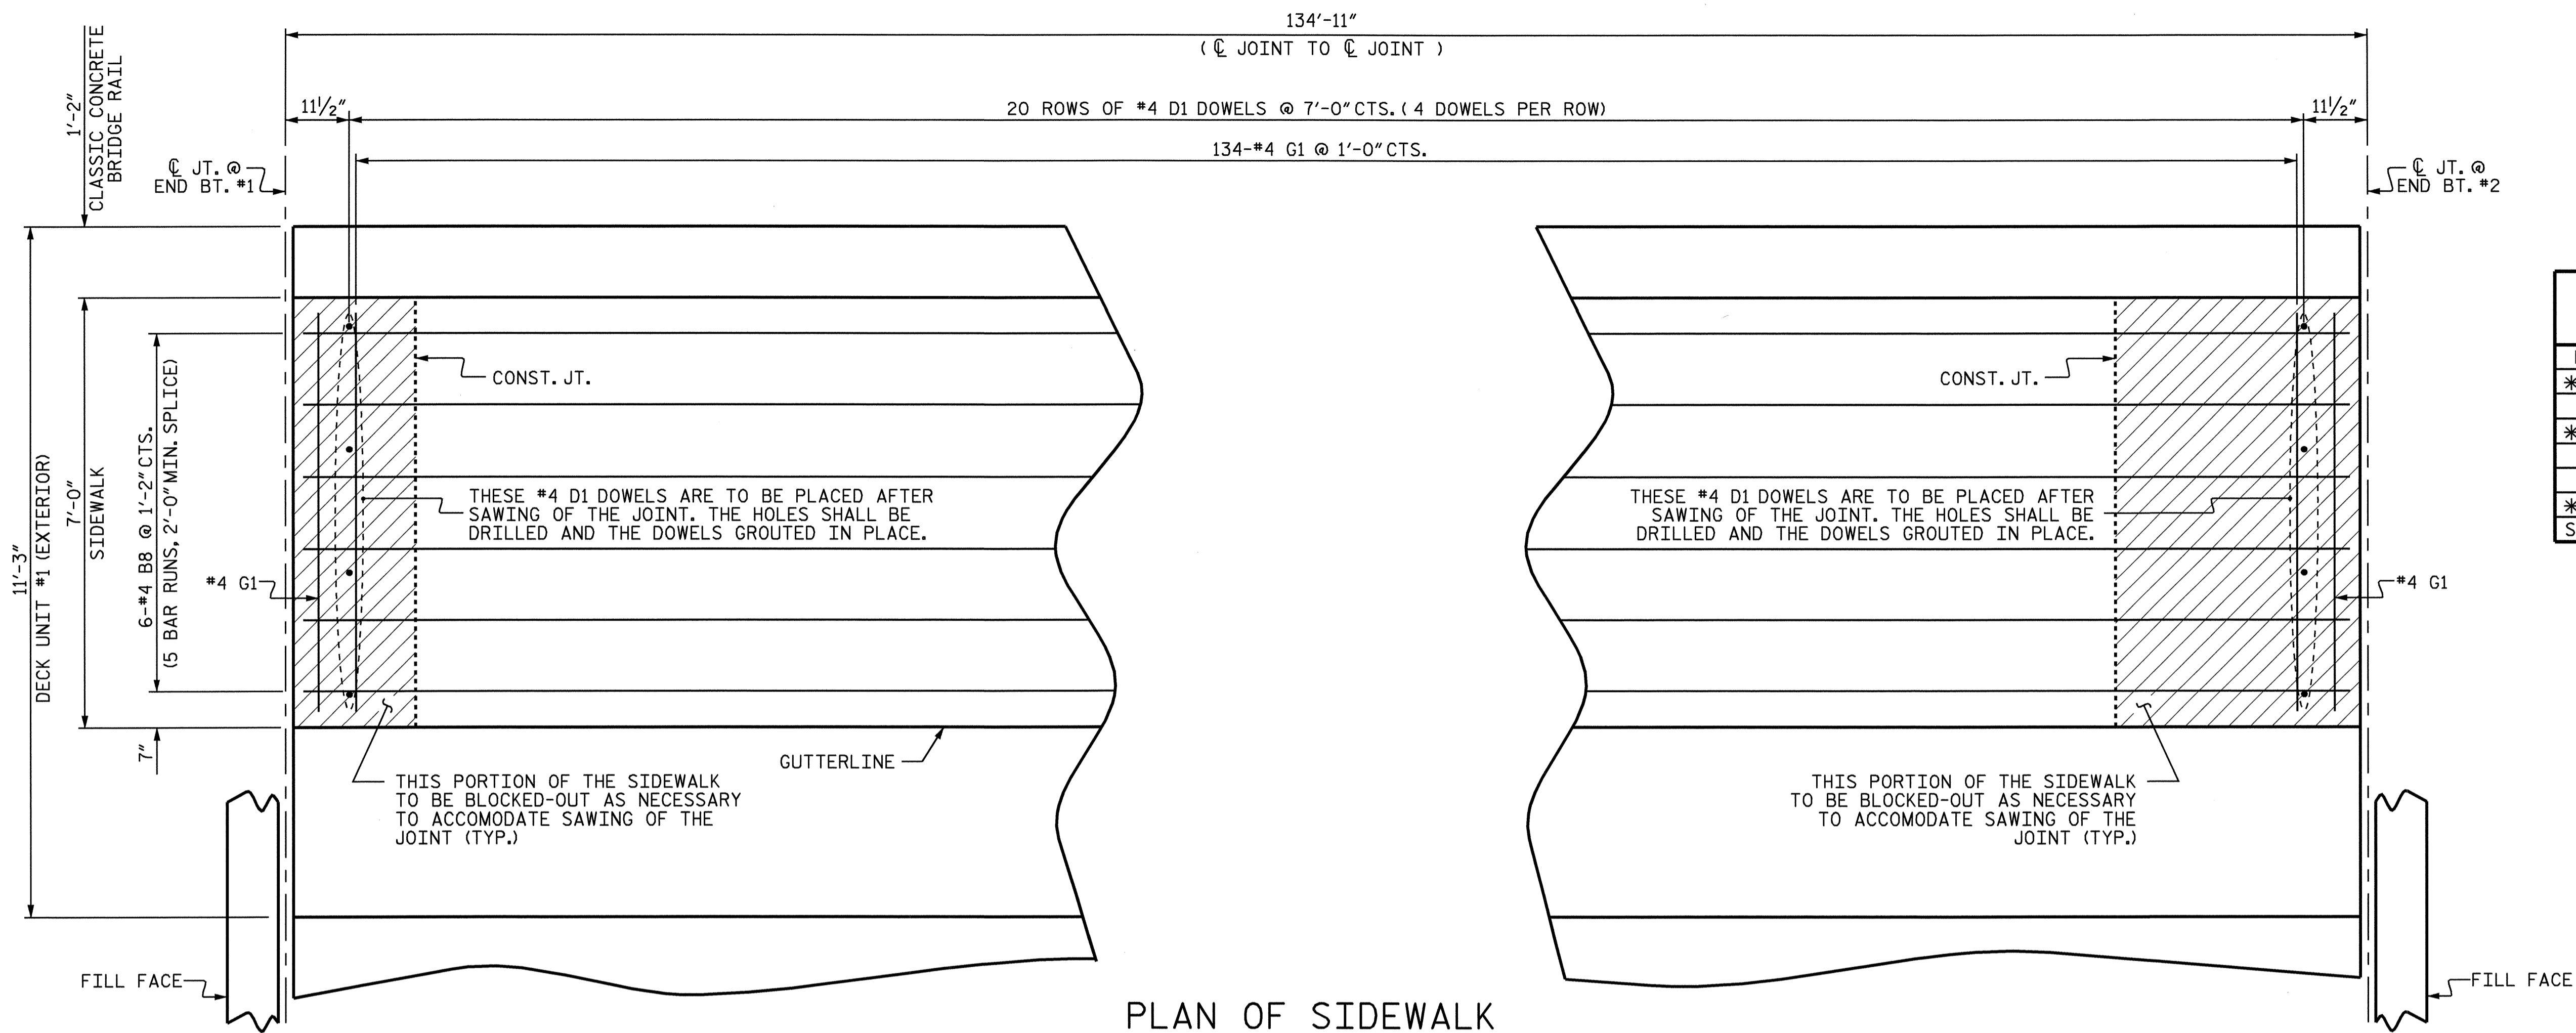 134'-11"
(℄ JOINT TO ℄ JOINT )
11½"
20 ROWS OF #4 D1 DOWELS @ 7'-0" CTS. ( 4 DOWELS PER ROW)
11½"
134-#4 G1 @ 1'-0" CTS.
1'-2"
CLASSIC CONCRETE
BRIDGE RAIL
℄ JT. @
END BT. #1
℄ JT. @
END BT. #2
11'-3"
DECK UNIT #1 (EXTERIOR)
7'-0"
SIDEWALK
6-#4 B8 @ 1'-2" CTS.
(5 BAR RUNS, 2'-0" MIN. SPLICE)
7"
CONST. JT.
CONST. JT.
THESE #4 D1 DOWELS ARE TO BE PLACED AFTER
SAWING OF THE JOINT. THE HOLES SHALL BE
DRILLED AND THE DOWELS GROUTED IN PLACE.
THESE #4 D1 DOWELS ARE TO BE PLACED AFTER
SAWING OF THE JOINT. THE HOLES SHALL BE
DRILLED AND THE DOWELS GROUTED IN PLACE.
#4 G1
#4 G1
GUTTERLINE
THIS PORTION OF THE SIDEWALK
TO BE BLOCKED-OUT AS NECESSARY
TO ACCOMODATE SAWING OF THE
JOINT (TYP.)
THIS PORTION OF THE SIDEWALK
TO BE BLOCKED-OUT AS NECESSARY
TO ACCOMODATE SAWING OF THE
JOINT (TYP.)
FILL FACE
FILL FACE
PLAN OF SIDEWALK